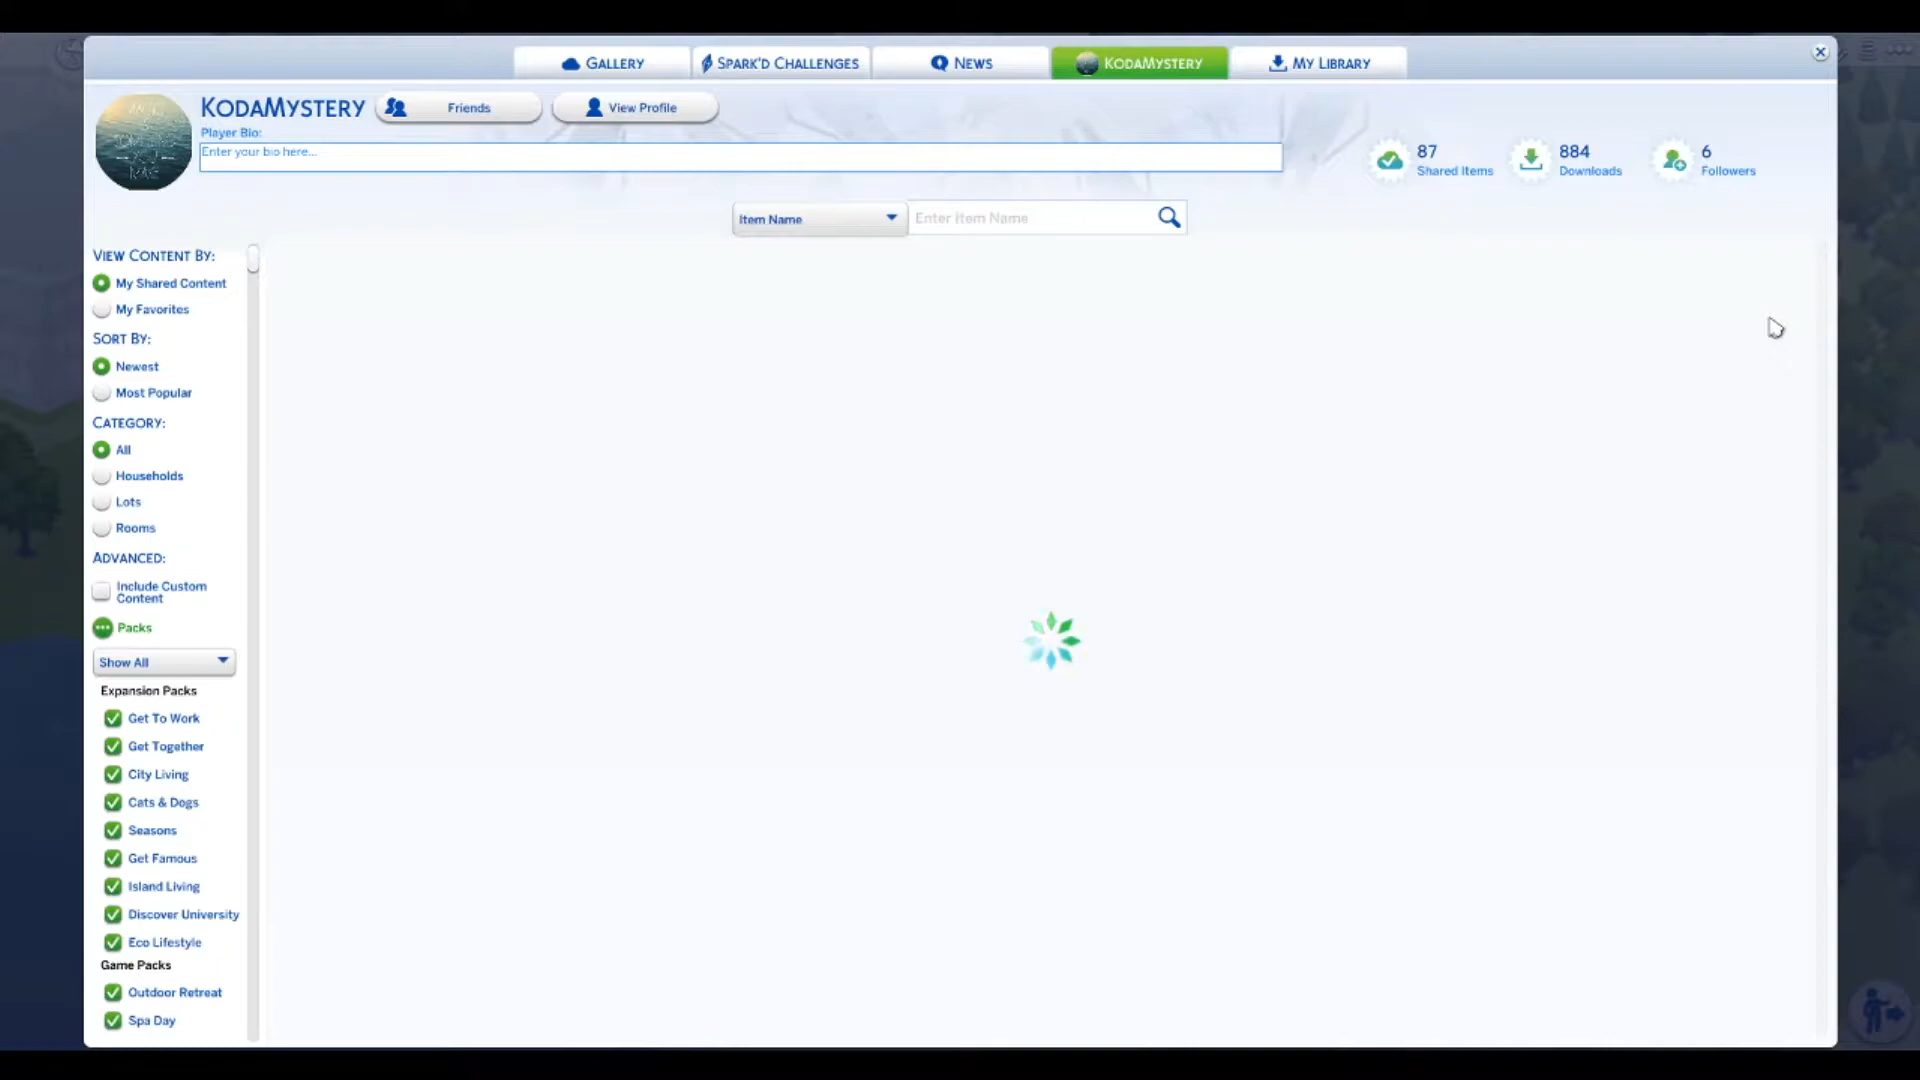 GALLERY
SPARK'D CHALLENGES
NEWS
KODAMYSTERY
MY LIBRARY
KODAMYSTERY
Friends
View Profile
Player Bio:
Enter your bio here...
87
Shared Items
884
Downloads
6
Followers
Item Name
Enter Item Name
VIEW CONTENT BY:
My Shared Content
My Favorites
SORT BY:
Newest
Most Popular
CATEGORY:
All
Households
Lots
Rooms
ADVANCED:
Include Custom
Content
Packs
Show All
Expansion Packs
Get To Work
Get Together
City Living
Cats & Dogs
Seasons
Get Famous
Island Living
Discover University
Eco Lifestyle
Game Packs
Outdoor Retreat
Spa Day